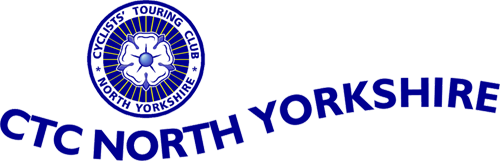 CYCLISTS' TOURING CLUB
* NORTH YORKSHIRE *
CTC NORTH YORKSHIRE